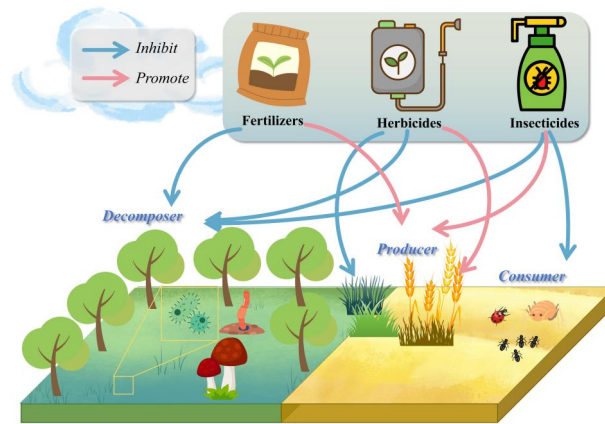 Inhibit
Promote
Fertilizers
Herbicides
Insecticides
Decomposer
Producer
Consumer